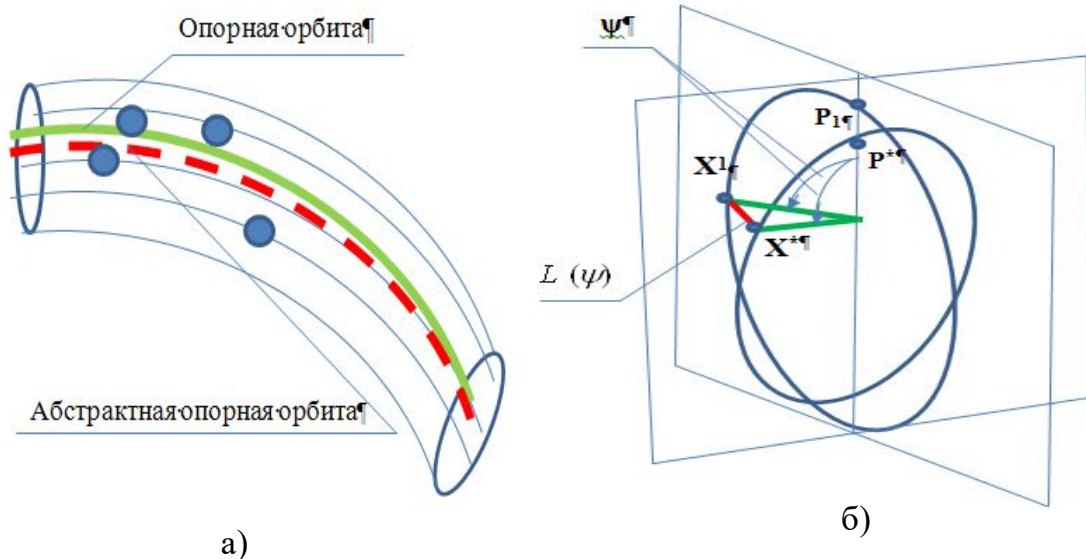 Опорная·орбита¶
Абстрактная·опорная·орбита¶
а)
Ψ¶
P₁¶
P*¶
X¹¶
X*¶
L (ψ)
б)